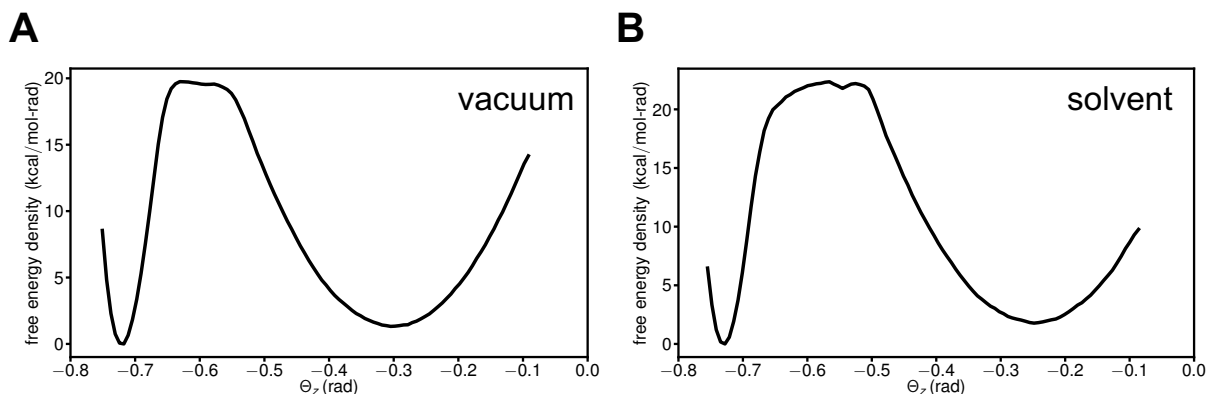 A
free energy density (kcal/mol-rad)
20
15
10
5
0
vacuum
−0.8 −0.7 −0.6 −0.5 −0.4 −0.3 −0.2 −0.1 0.0
Θz (rad)
B
free energy density (kcal/mol-rad)
20
15
10
5
0
solvent
−0.8 −0.7 −0.6 −0.5 −0.4 −0.3 −0.2 −0.1 0.0
Θz (rad)